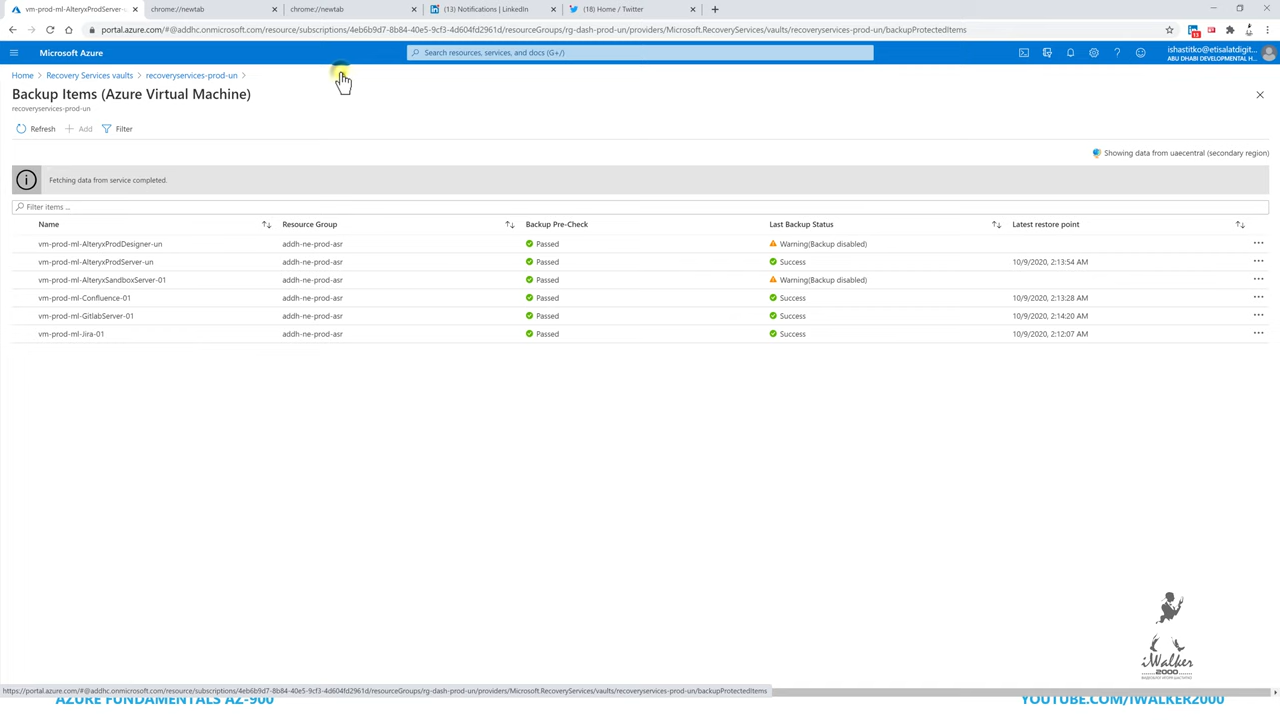 vm-prod-ml-AlteryxProdServer-
chrome://newtab
chrome://newtab
(13) Notifications | LinkedIn
(18) Home / Twitter
portal.azure.com/#@addhc.onmicrosoft.com/resource/subscriptions/4eb6b9d7-8b84-40e5-9cf3-4d604fd2961d/resourceGroups/rg-dash-prod-un/providers/Microsoft.RecoveryServices/vaults/recoveryservices-prod-un/backupProtectedItems
13
Microsoft Azure
Search resources, services, and docs (G+/)
ishastitko@etisalatdigit...
ABU DHABI DEVELOPMENTAL H...
Home > Recovery Services vaults > recoveryservices-prod-un >
Backup Items (Azure Virtual Machine)
recoveryservices-prod-un
Refresh + Add Filter
Showing data from uaecentral (secondary region)
Fetching data from service completed.
Filter items ...
Name Resource Group Backup Pre-Check Last Backup Status Latest restore point
vm-prod-ml-AlteryxProdDesigner-un addh-ne-prod-asr Passed Warning(Backup disabled) ...
vm-prod-ml-AlteryxProdServer-un addh-ne-prod-asr Passed Success 10/9/2020, 2:13:54 AM ...
vm-prod-ml-AlteryxSandboxServer-01 addh-ne-prod-asr Passed Warning(Backup disabled) ...
vm-prod-ml-Confluence-01 addh-ne-prod-asr Passed Success 10/9/2020, 2:13:28 AM ...
vm-prod-ml-GitlabServer-01 addh-ne-prod-asr Passed Success 10/9/2020, 2:14:20 AM ...
vm-prod-ml-Jira-01 addh-ne-prod-asr Passed Success 10/9/2020, 2:12:07 AM ...
iWalker
2000
https://portal.azure.com/#@addhc.onmicrosoft.com/resource/subscriptions/4eb6b9d7-8b84-40e5-9cf3-4d604fd2961d/resourceGroups/rg-dash-prod-un/providers/Microsoft.RecoveryServices/vaults/recoveryservices-prod-un/backupProtectedItems
AZURE FUNDAMENTALS AZ-900
YOUTUBE.COM/IWALKER2000